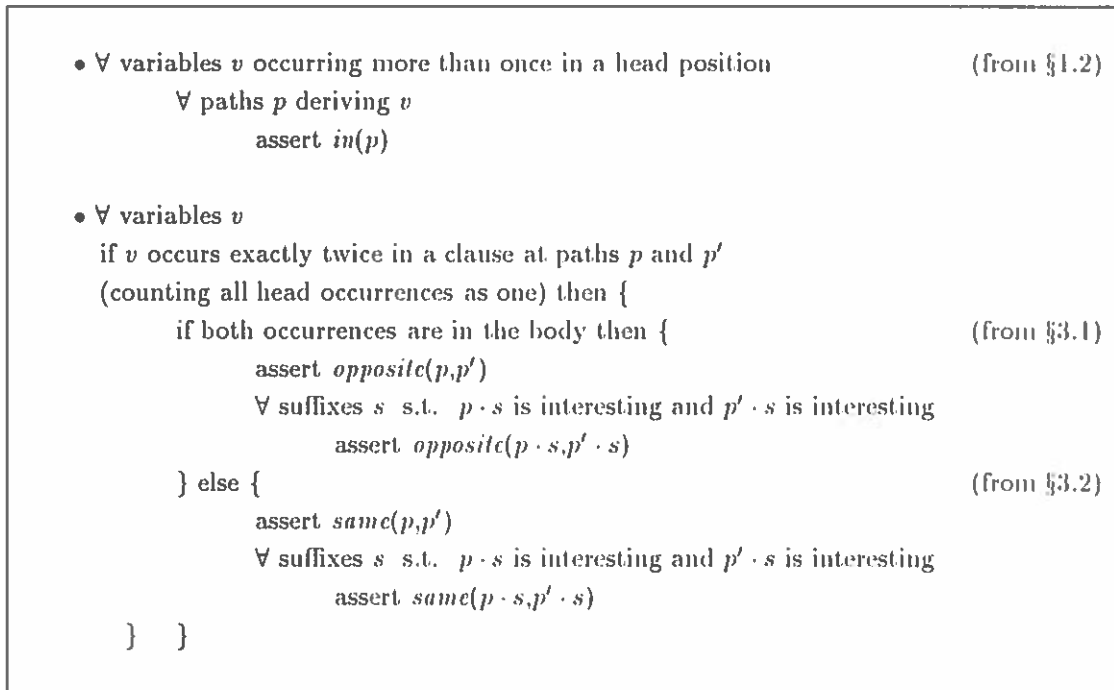 • ∀ variables v occurring more than once in a head position (from §1.2)
∀ paths p deriving v
assert in(p)
• ∀ variables v
if v occurs exactly twice in a clause at paths p and p′
(counting all head occurrences as one) then {
if both occurrences are in the body then { (from §3.1)
assert opposite(p,p′)
∀ suffixes s s.t. p · s is interesting and p′ · s is interesting
assert opposite(p · s,p′ · s)
} else { (from §3.2)
assert same(p,p′)
∀ suffixes s s.t. p · s is interesting and p′ · s is interesting
assert same(p · s,p′ · s)
} }